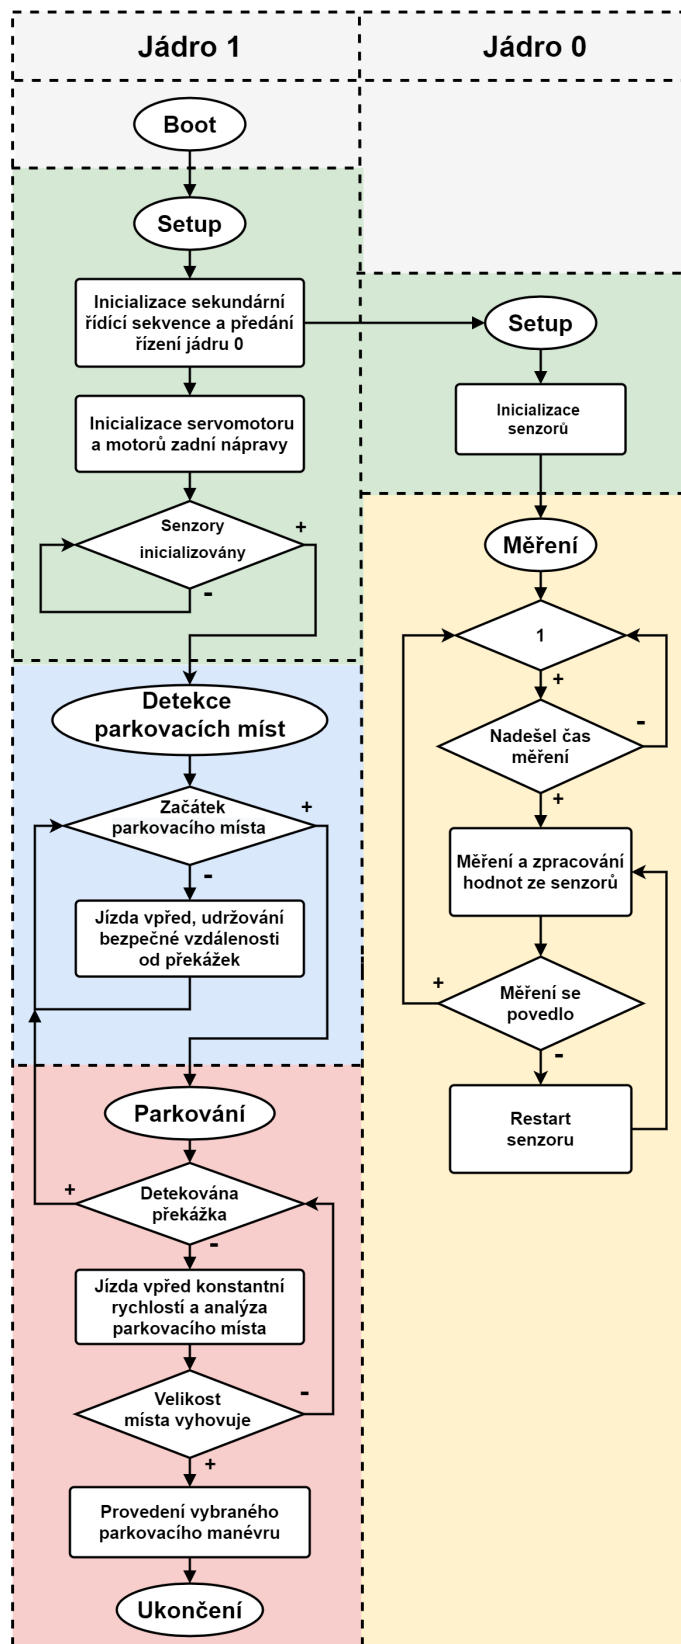 Jádro 1
Jádro 0
Boot
Setup
Inicializace sekundární
řídící sekvence a předání
řízení jádru 0
Setup
Inicializace servomotoru
a motorů zadní nápravy
Inicializace
senzorů
Senzory
inicializovány
+
-
Měření
1
+
Detekce
parkovacích míst
Nadešel čas
měření
-
+
Začátek
parkovacího místa
+
-
Měření a zpracování
hodnot ze senzorů
Jízda vpřed, udržování
bezpečné vzdálenosti
od překážek
Měření se
povedlo
+
-
Parkování
Restart
senzoru
Detekována
překážka
+
-
Jízda vpřed konstantní
rychlostí a analýza
parkovacího místa
Velikost
místa vyhovuje
-
+
Provedení vybraného
parkovacího manévru
Ukončení